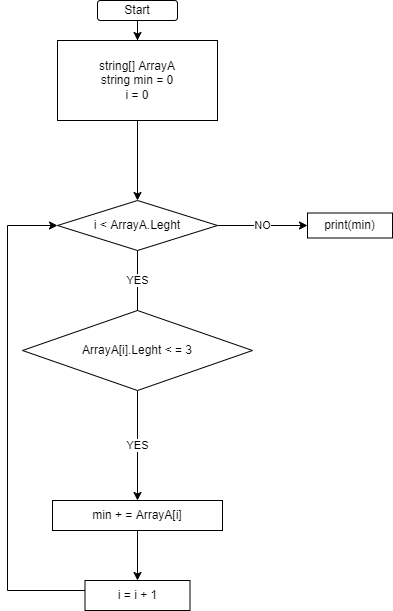 Start
string[] ArrayA
string min = 0
i = 0
i < ArrayA.Leght
NO
print(min)
YES
ArrayA[i].Leght < = 3
YES
min + = ArrayA[i]
i = i + 1